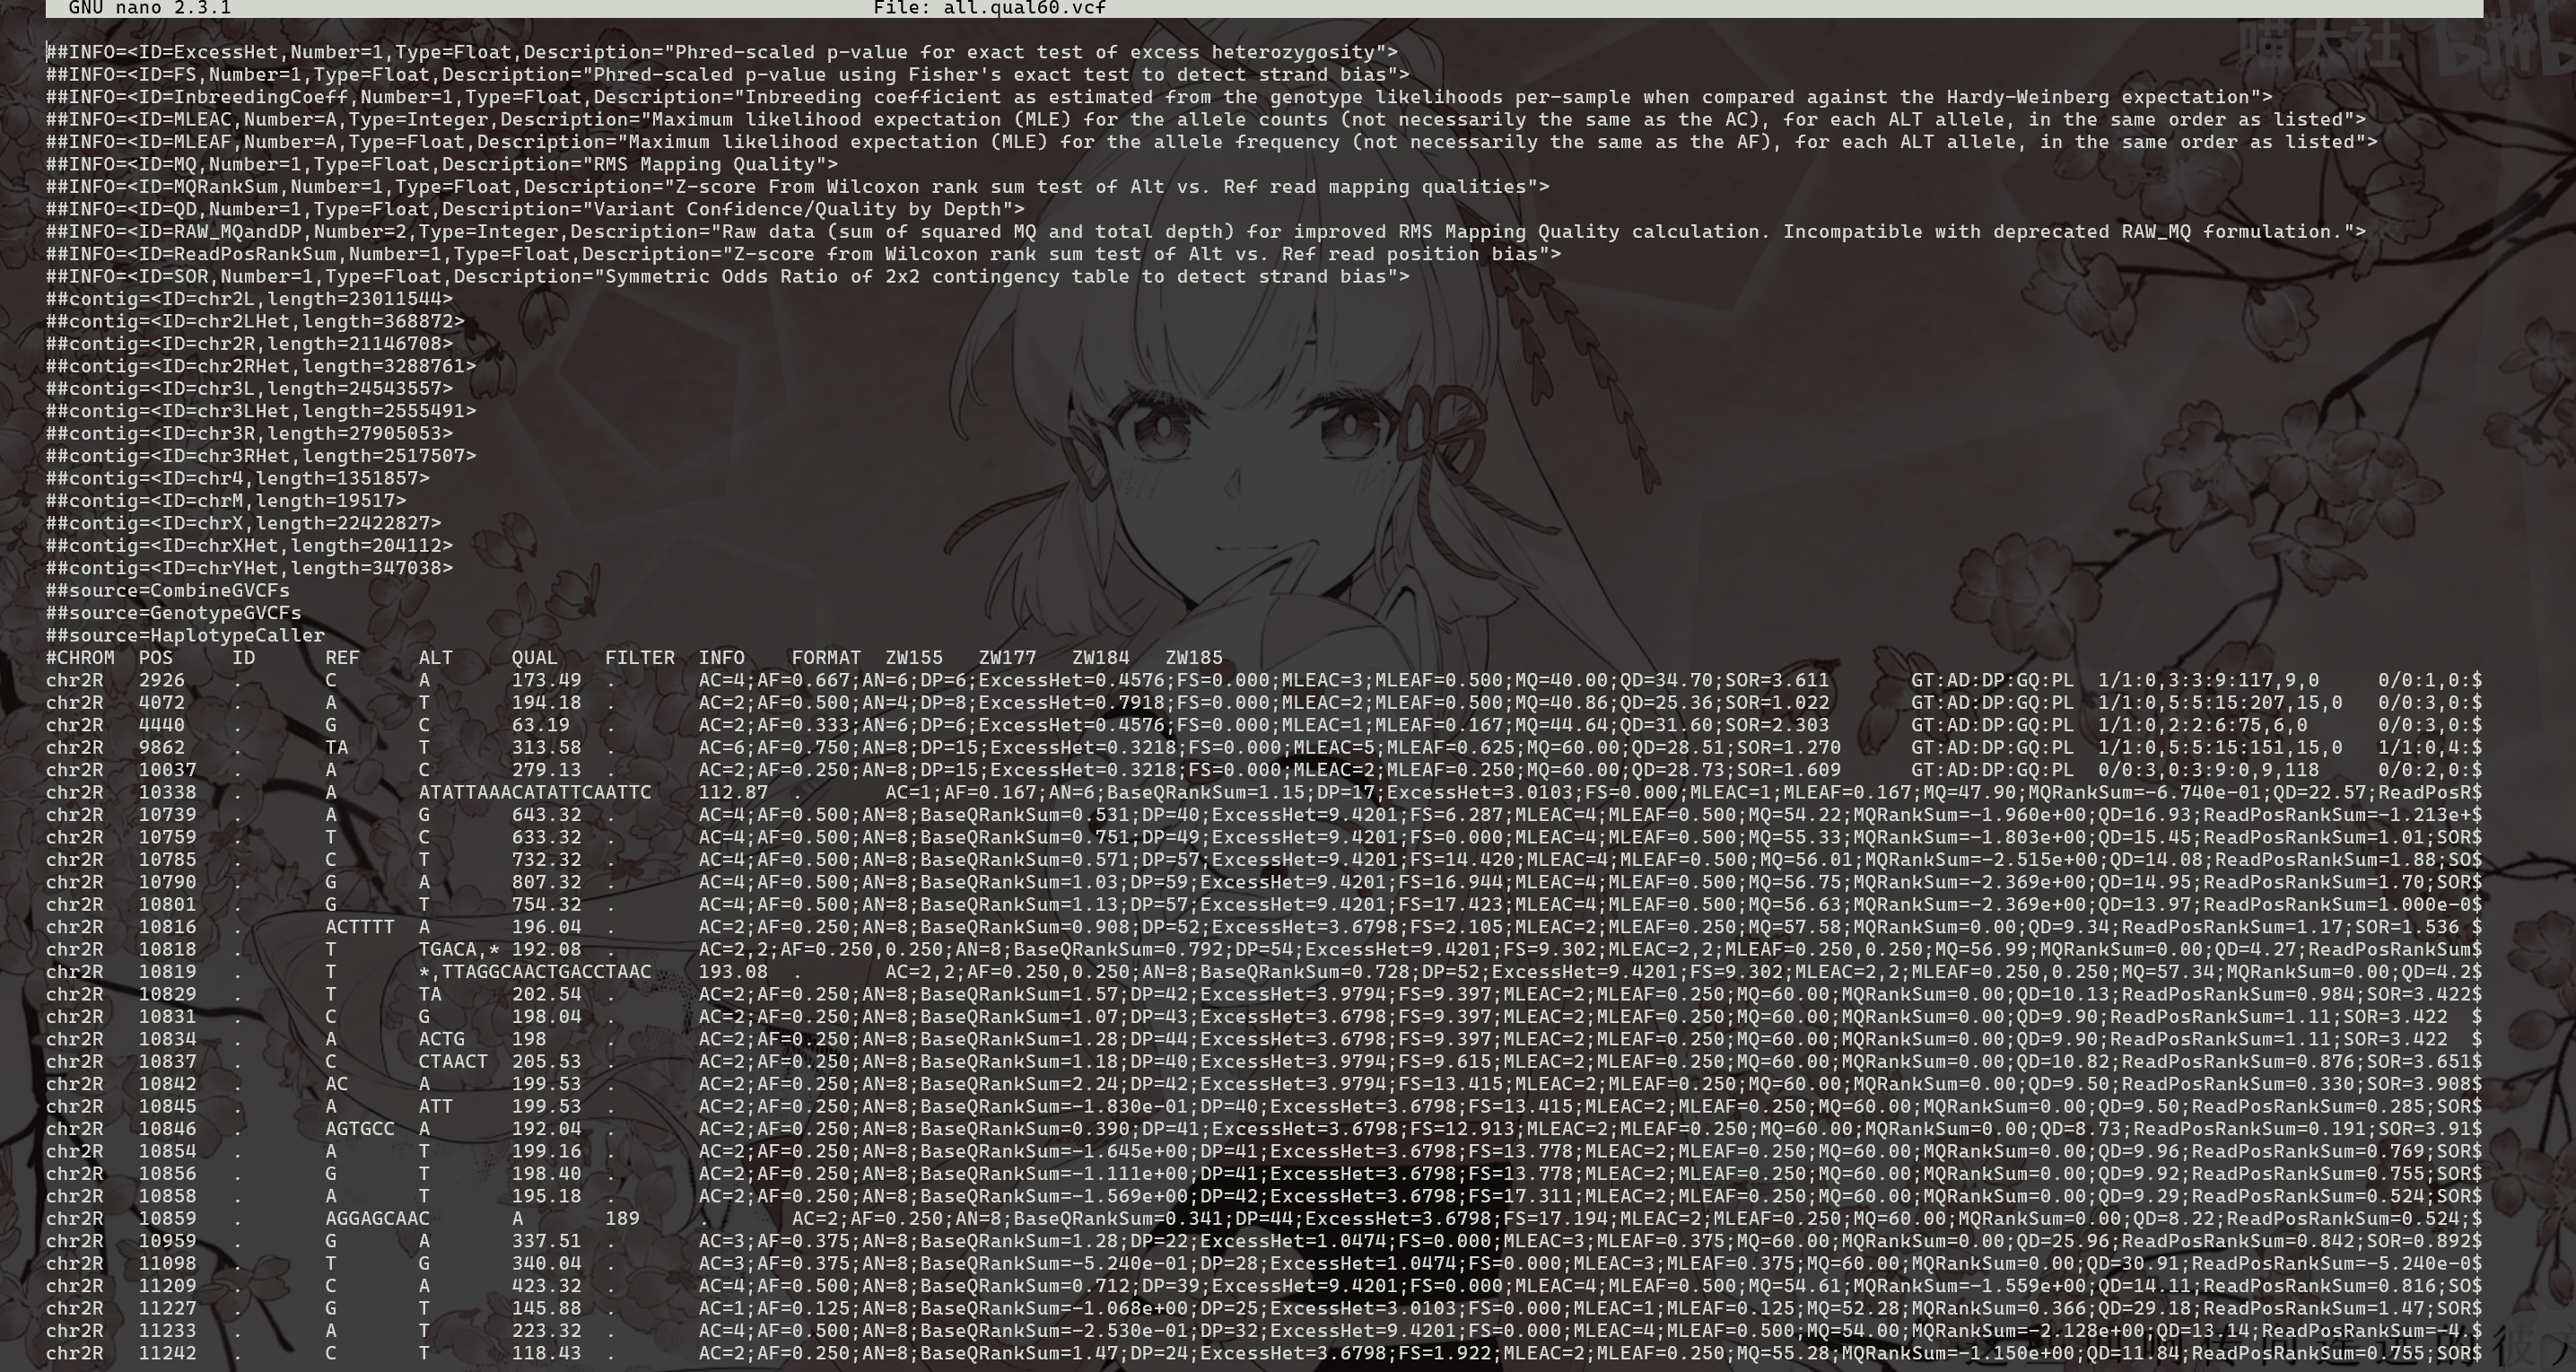 GNU nano 2.3.1 File: all.qual60.vcf
##INFO=<ID=ExcessHet,Number=1,Type=Float,Description="Phred-scaled p-value for exact test of excess heterozygosity">
##INFO=<ID=FS,Number=1,Type=Float,Description="Phred-scaled p-value using Fisher's exact test to detect strand bias">
##INFO=<ID=InbreedingCoeff,Number=1,Type=Float,Description="Inbreeding coefficient as estimated from the genotype likelihoods per-sample when compared against the Hardy-Weinberg expectation">
##INFO=<ID=MLEAC,Number=A,Type=Integer,Description="Maximum likelihood expectation (MLE) for the allele counts (not necessarily the same as the AC), for each ALT allele, in the same order as listed">
##INFO=<ID=MLEAF,Number=A,Type=Float,Description="Maximum likelihood expectation (MLE) for the allele frequency (not necessarily the same as the AF), for each ALT allele, in the same order as listed">
##INFO=<ID=MQ,Number=1,Type=Float,Description="RMS Mapping Quality">
##INFO=<ID=MQRankSum,Number=1,Type=Float,Description="Z-score From Wilcoxon rank sum test of Alt vs. Ref read mapping qualities">
##INFO=<ID=QD,Number=1,Type=Float,Description="Variant Confidence/Quality by Depth">
##INFO=<ID=RAW_MQandDP,Number=2,Type=Integer,Description="Raw data (sum of squared MQ and total depth) for improved RMS Mapping Quality calculation. Incompatible with deprecated RAW_MQ formulation.">
##INFO=<ID=ReadPosRankSum,Number=1,Type=Float,Description="Z-score from Wilcoxon rank sum test of Alt vs. Ref read position bias">
##INFO=<ID=SOR,Number=1,Type=Float,Description="Symmetric Odds Ratio of 2x2 contingency table to detect strand bias">
##contig=<ID=chr2L,length=23011544>
##contig=<ID=chr2LHet,length=368872>
##contig=<ID=chr2R,length=21146708>
##contig=<ID=chr2RHet,length=3288761>
##contig=<ID=chr3L,length=24543557>
##contig=<ID=chr3LHet,length=2555491>
##contig=<ID=chr3R,length=27905053>
##contig=<ID=chr3RHet,length=2517507>
##contig=<ID=chr4,length=1351857>
##contig=<ID=chrM,length=19517>
##contig=<ID=chrX,length=22422827>
##contig=<ID=chrXHet,length=204112>
##contig=<ID=chrYHet,length=347038>
##source=CombineGVCFs
##source=GenotypeGVCFs
##source=HaplotypeCaller
#CHROM POS ID REF ALT QUAL FILTER INFO FORMAT ZW155 ZW177 ZW184 ZW185
chr2R 2926 . C A 173.49 . AC=4;AF=0.667;AN=6;DP=6;ExcessHet=0.4576;FS=0.000;MLEAC=3;MLEAF=0.500;MQ=40.00;QD=34.70;SOR=3.611 GT:AD:DP:GQ:PL 1/1:0,3:3:9:117,9,0 0/0:1,0:$
chr2R 4072 . A T 194.18 . AC=2;AF=0.500;AN=4;DP=8;ExcessHet=0.7918;FS=0.000;MLEAC=2;MLEAF=0.500;MQ=40.86;QD=25.36;SOR=1.022 GT:AD:DP:GQ:PL 1/1:0,5:5:15:207,15,0 0/0:3,0:$
chr2R 4440 . G C 63.19 . AC=2;AF=0.333;AN=6;DP=6;ExcessHet=0.4576;FS=0.000;MLEAC=1;MLEAF=0.167;MQ=44.64;QD=31.60;SOR=2.303 GT:AD:DP:GQ:PL 1/1:0,2:2:6:75,6,0 0/0:3,0:$
chr2R 9862 . TA T 313.58 . AC=6;AF=0.750;AN=8;DP=15;ExcessHet=0.3218;FS=0.000;MLEAC=5;MLEAF=0.625;MQ=60.00;QD=28.51;SOR=1.270 GT:AD:DP:GQ:PL 1/1:0,5:5:15:151,15,0 1/1:0,4:$
chr2R 10037 . A C 279.13 . AC=2;AF=0.250;AN=8;DP=15;ExcessHet=0.3218;FS=0.000;MLEAC=2;MLEAF=0.250;MQ=60.00;QD=28.73;SOR=1.609 GT:AD:DP:GQ:PL 0/0:3,0:3:9:0,9,118 0/0:2,0:$
chr2R 10338 . A ATATTAAACATATTCAATTC 112.87 . AC=1;AF=0.167;AN=6;BaseQRankSum=1.15;DP=17;ExcessHet=3.0103;FS=0.000;MLEAC=1;MLEAF=0.167;MQ=47.90;MQRankSum=-6.740e-01;QD=22.57;ReadPosR$
chr2R 10739 . A G 643.32 . AC=4;AF=0.500;AN=8;BaseQRankSum=0.531;DP=40;ExcessHet=9.4201;FS=6.287;MLEAC=4;MLEAF=0.500;MQ=54.22;MQRankSum=-1.960e+00;QD=16.93;ReadPosRankSum=-1.213e+$
chr2R 10759 . T C 633.32 . AC=4;AF=0.500;AN=8;BaseQRankSum=0.751;DP=49;ExcessHet=9.4201;FS=0.000;MLEAC=4;MLEAF=0.500;MQ=55.33;MQRankSum=-1.803e+00;QD=15.45;ReadPosRankSum=1.01;SOR$
chr2R 10785 . C T 732.32 . AC=4;AF=0.500;AN=8;BaseQRankSum=0.571;DP=57;ExcessHet=9.4201;FS=14.420;MLEAC=4;MLEAF=0.500;MQ=56.01;MQRankSum=-2.515e+00;QD=14.08;ReadPosRankSum=1.88;SO$
chr2R 10790 . G A 807.32 . AC=4;AF=0.500;AN=8;BaseQRankSum=1.03;DP=59;ExcessHet=9.4201;FS=16.944;MLEAC=4;MLEAF=0.500;MQ=56.75;MQRankSum=-2.369e+00;QD=14.95;ReadPosRankSum=1.70;SOR$
chr2R 10801 . G T 754.32 . AC=4;AF=0.500;AN=8;BaseQRankSum=1.13;DP=57;ExcessHet=9.4201;FS=17.423;MLEAC=4;MLEAF=0.500;MQ=56.63;MQRankSum=-2.369e+00;QD=13.97;ReadPosRankSum=1.000e-0$
chr2R 10816 . ACTTTT A 196.04 . AC=2;AF=0.250;AN=8;BaseQRankSum=0.908;DP=52;ExcessHet=3.6798;FS=2.105;MLEAC=2;MLEAF=0.250;MQ=57.58;MQRankSum=0.00;QD=9.34;ReadPosRankSum=1.17;SOR=1.536 $
chr2R 10818 . T TGACA,* 192.08 . AC=2,2;AF=0.250,0.250;AN=8;BaseQRankSum=0.792;DP=54;ExcessHet=9.4201;FS=9.302;MLEAC=2,2;MLEAF=0.250,0.250;MQ=56.99;MQRankSum=0.00;QD=4.27;ReadPosRankSum$
chr2R 10819 . T *,TTAGGCAACTGACCTAAC 193.08 . AC=2,2;AF=0.250,0.250;AN=8;BaseQRankSum=0.728;DP=52;ExcessHet=9.4201;FS=9.302;MLEAC=2,2;MLEAF=0.250,0.250;MQ=57.34;MQRankSum=0.00;QD=4.2$
chr2R 10829 . T TA 202.54 . AC=2;AF=0.250;AN=8;BaseQRankSum=1.57;DP=42;ExcessHet=3.9794;FS=9.397;MLEAC=2;MLEAF=0.250;MQ=60.00;MQRankSum=0.00;QD=10.13;ReadPosRankSum=0.984;SOR=3.422$
chr2R 10831 . C G 198.04 . AC=2;AF=0.250;AN=8;BaseQRankSum=1.07;DP=43;ExcessHet=3.6798;FS=9.397;MLEAC=2;MLEAF=0.250;MQ=60.00;MQRankSum=0.00;QD=9.90;ReadPosRankSum=1.11;SOR=3.422 $
chr2R 10834 . A ACTG 198 . AC=2;AF=0.250;AN=8;BaseQRankSum=1.28;DP=44;ExcessHet=3.6798;FS=9.397;MLEAC=2;MLEAF=0.250;MQ=60.00;MQRankSum=0.00;QD=9.90;ReadPosRankSum=1.11;SOR=3.422 $
chr2R 10837 . C CTAACT 205.53 . AC=2;AF=0.250;AN=8;BaseQRankSum=1.18;DP=40;ExcessHet=3.9794;FS=9.615;MLEAC=2;MLEAF=0.250;MQ=60.00;MQRankSum=0.00;QD=10.82;ReadPosRankSum=0.876;SOR=3.651$
chr2R 10842 . AC A 199.53 . AC=2;AF=0.250;AN=8;BaseQRankSum=2.24;DP=42;ExcessHet=3.9794;FS=13.415;MLEAC=2;MLEAF=0.250;MQ=60.00;MQRankSum=0.00;QD=9.50;ReadPosRankSum=0.330;SOR=3.908$
chr2R 10845 . A ATT 199.53 . AC=2;AF=0.250;AN=8;BaseQRankSum=-1.830e-01;DP=40;ExcessHet=3.6798;FS=13.415;MLEAC=2;MLEAF=0.250;MQ=60.00;MQRankSum=0.00;QD=9.50;ReadPosRankSum=0.285;SOR$
chr2R 10846 . AGTGCC A 192.04 . AC=2;AF=0.250;AN=8;BaseQRankSum=0.390;DP=41;ExcessHet=3.6798;FS=12.913;MLEAC=2;MLEAF=0.250;MQ=60.00;MQRankSum=0.00;QD=8.73;ReadPosRankSum=0.191;SOR=3.91$
chr2R 10854 . A T 199.16 . AC=2;AF=0.250;AN=8;BaseQRankSum=-1.645e+00;DP=41;ExcessHet=3.6798;FS=13.778;MLEAC=2;MLEAF=0.250;MQ=60.00;MQRankSum=0.00;QD=9.96;ReadPosRankSum=0.769;SOR$
chr2R 10856 . G T 198.40 . AC=2;AF=0.250;AN=8;BaseQRankSum=-1.111e+00;DP=41;ExcessHet=3.6798;FS=13.778;MLEAC=2;MLEAF=0.250;MQ=60.00;MQRankSum=0.00;QD=9.92;ReadPosRankSum=0.755;SOR$
chr2R 10858 . A T 195.18 . AC=2;AF=0.250;AN=8;BaseQRankSum=-1.569e+00;DP=42;ExcessHet=3.6798;FS=17.311;MLEAC=2;MLEAF=0.250;MQ=60.00;MQRankSum=0.00;QD=9.29;ReadPosRankSum=0.524;SOR$
chr2R 10859 . AGGAGCAAC A 189 . AC=2;AF=0.250;AN=8;BaseQRankSum=0.341;DP=44;ExcessHet=3.6798;FS=17.194;MLEAC=2;MLEAF=0.250;MQ=60.00;MQRankSum=0.00;QD=8.22;ReadPosRankSum=0.524;$
chr2R 10959 . G A 337.51 . AC=3;AF=0.375;AN=8;BaseQRankSum=1.28;DP=22;ExcessHet=1.0474;FS=0.000;MLEAC=3;MLEAF=0.375;MQ=60.00;MQRankSum=0.00;QD=25.96;ReadPosRankSum=0.842;SOR=0.892$
chr2R 11098 . T G 340.04 . AC=3;AF=0.375;AN=8;BaseQRankSum=-5.240e-01;DP=28;ExcessHet=1.0474;FS=0.000;MLEAC=3;MLEAF=0.375;MQ=60.00;MQRankSum=0.00;QD=30.91;ReadPosRankSum=-5.240e-0$
chr2R 11209 . C A 423.32 . AC=4;AF=0.500;AN=8;BaseQRankSum=0.712;DP=39;ExcessHet=9.4201;FS=0.000;MLEAC=4;MLEAF=0.500;MQ=54.61;MQRankSum=-1.559e+00;QD=14.11;ReadPosRankSum=0.816;SO$
chr2R 11227 . G T 145.88 . AC=1;AF=0.125;AN=8;BaseQRankSum=-1.068e+00;DP=25;ExcessHet=3.0103;FS=0.000;MLEAC=1;MLEAF=0.125;MQ=52.28;MQRankSum=0.366;QD=29.18;ReadPosRankSum=1.47;SOR$
chr2R 11233 . A T 223.32 . AC=4;AF=0.500;AN=8;BaseQRankSum=-2.530e-01;DP=32;ExcessHet=9.4201;FS=0.000;MLEAC=4;MLEAF=0.500;MQ=54.00;MQRankSum=-2.128e+00;QD=13.14;ReadPosRankSum=-4.$
chr2R 11242 . C T 118.43 . AC=2;AF=0.250;AN=8;BaseQRankSum=1.47;DP=24;ExcessHet=3.6798;FS=1.922;MLEAC=2;MLEAF=0.250;MQ=55.28;MQRankSum=-1.150e+00;QD=11.84;ReadPosRankSum=0.755;SOR$